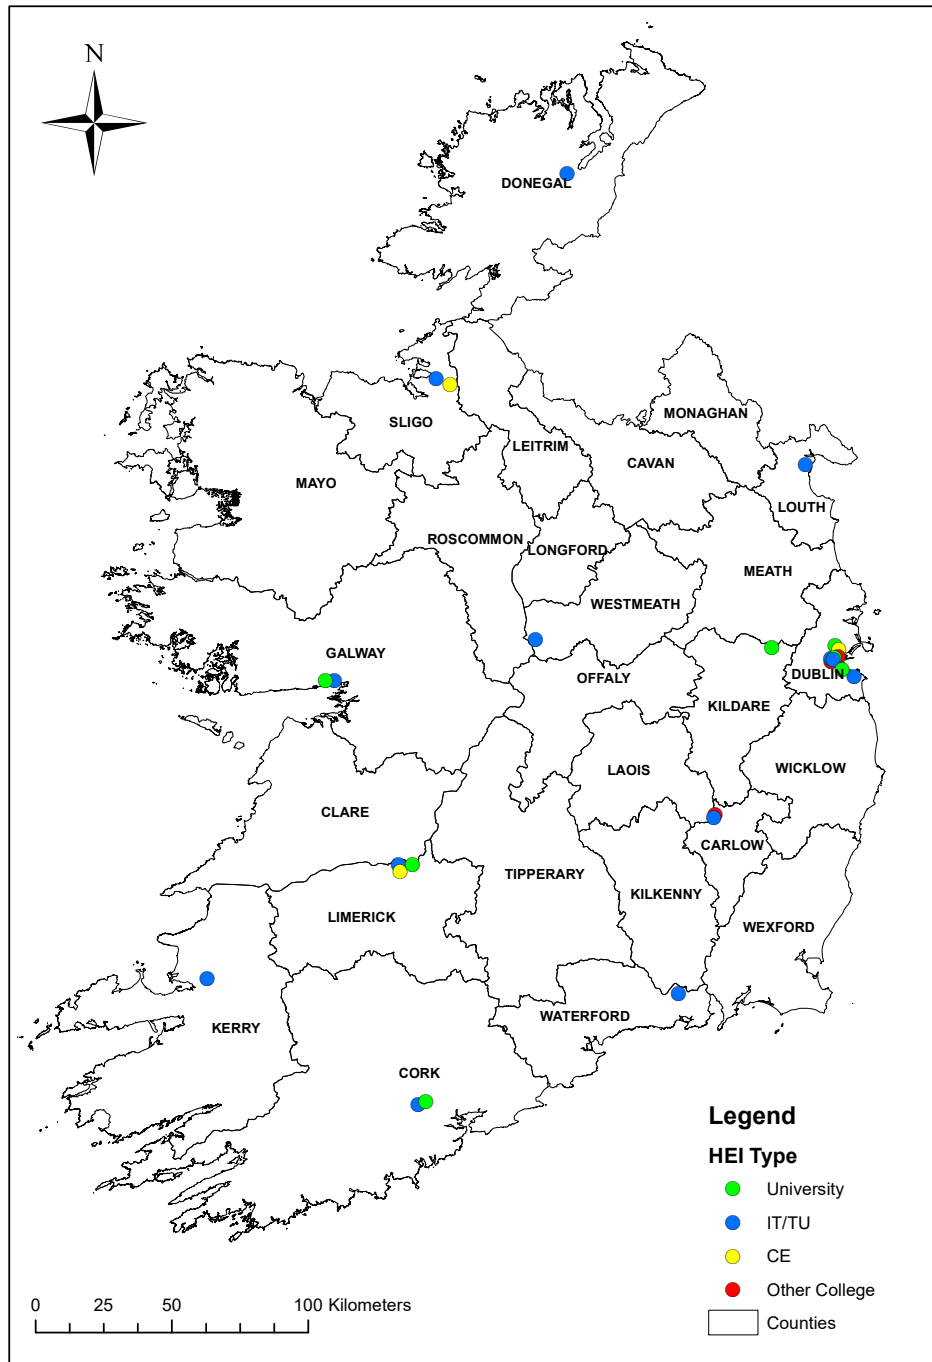 N
DONEGAL
MONAGHAN
SLIGO
LEITRIM
CAVAN
MAYO
LOUTH
ROSCOMMON
LONGFORD
MEATH
WESTMEATH
GALWAY
OFFALY
DUBLIN
KILDARE
LAOIS
WICKLOW
CLARE
CARLOW
TIPPERARY
KILKENNY
LIMERICK
WEXFORD
WATERFORD
KERRY
CORK
Legend
HEI Type
University
IT/TU
CE
Other College
Counties
0 25 50 100 Kilometers